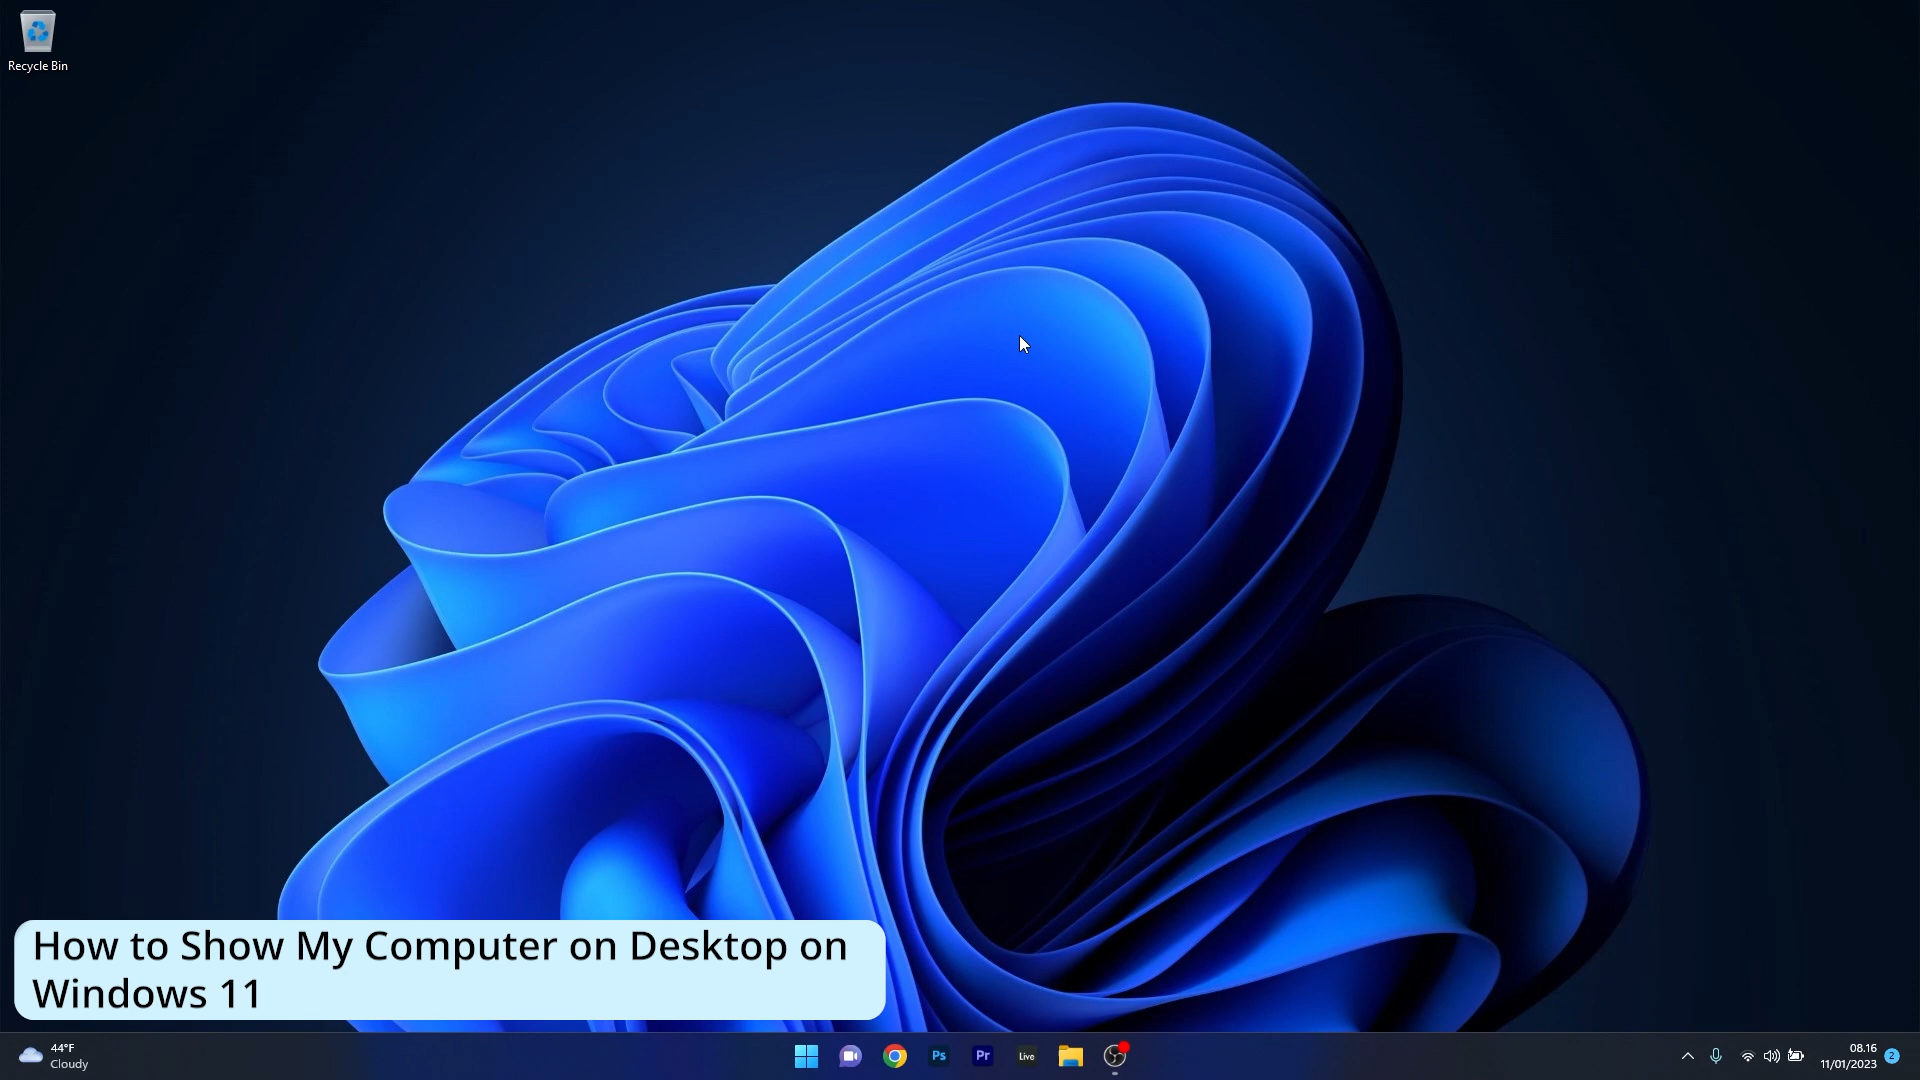 Recycle Bin
How to Show My Computer on Desktop on
Windows 11
44°F
Cloudy
Ps
Pr
Live
08.16
11/01/2023
2